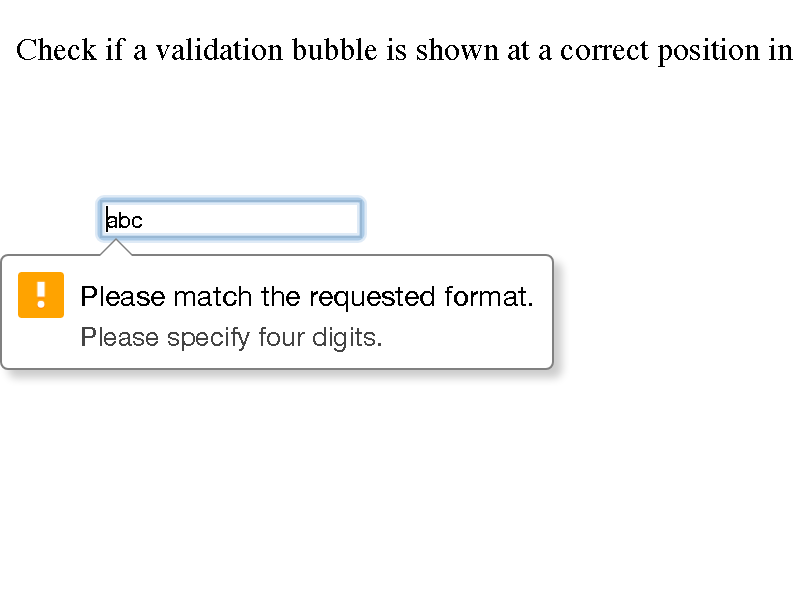 Check if a validation bubble is shown at a correct position in
abc
Please match the requested format.
Please specify four digits.